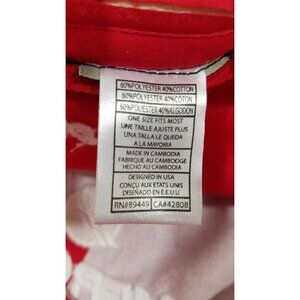 60%POLYESTER 40%COTTON
60%POLYESTER 40%COTON
60%POLYESTER 40%ALGODON
ONE SIZE FITS MOST
UNE TAILLE AJUSTE PLUS
UNA TALLA LE QUEDA
A LA MAYORIA
MADE IN CAMBODIA
FABRIQUE AU CAMBODGE
HECHO AU CAMBODIA
DESIGNED IN USA
CONÇU AUX ETATS UNIS
DISEÑADO EN E.E.U.U
RN#89449 CA#42808